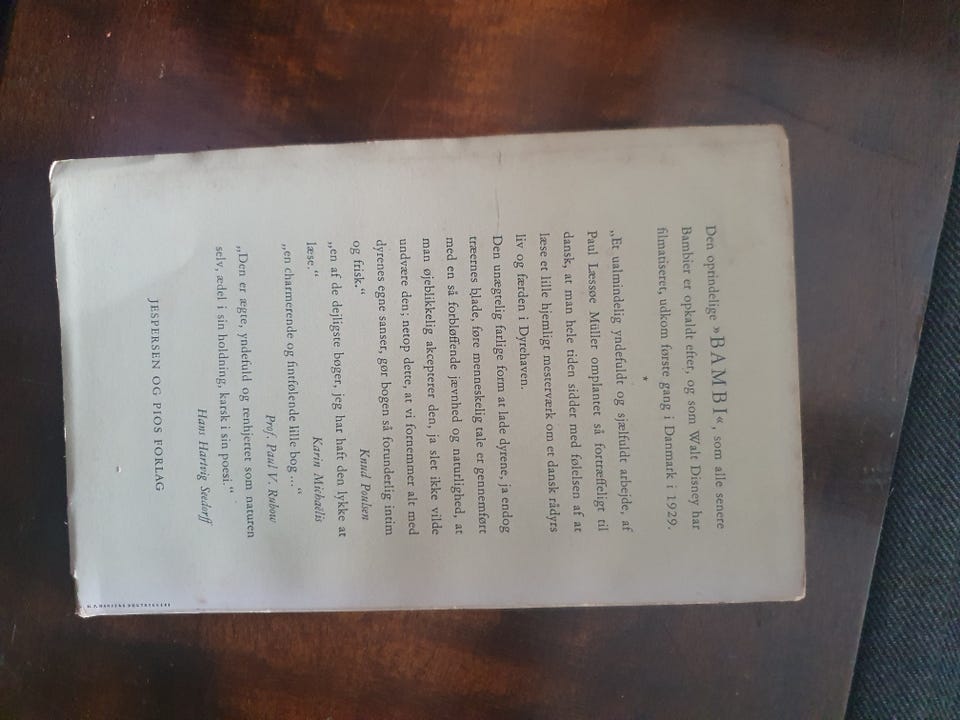 Den oprindelige »BAMBI«, som alle senere
Bambier er opkaldt efter, og som Walt Disney har
filmatiseret, udkom første gang i Danmark i 1929.
*
„Et ualmindelig yndefuldt og sjælfuldt arbejde, af
Paul Læssøe Müller omplantet så fortræffeligt til
dansk, at man hele tiden sidder med følelsen af at
læse et lille hjemligt mesterværk om et dansk rådyrs
liv og færden i Dyrehaven.
Den unægtelig farlige form at lade dyrene, ja endog
træernes blade, føre menneskelig tale er gennemført
med en så forbløffende jævnhed og naturlighed, at
man øjeblikkelig akcepterer den, ja slet ikke vilde
undvære den; netop dette, at vi fornemmer alt med
dyrenes egne sanser, gør bogen så forunderlig intim
og frisk.“
Knud Poulsen
„en af de dejligste bøger, jeg har haft den lykke at
læse.“
Karin Michaëlis
„en charmerende og fintfølende lille bog...“
Prof. Paul V. Rubow
„Den er ægte, yndefuld og renhjertet som naturen
selv, ædel i sin holdning, karsk i sin poesi.“
Hans Hartvig Seedorff
JESPERSEN OG PIOS FORLAG
N. P. HANSENS BOGTRYKKERI